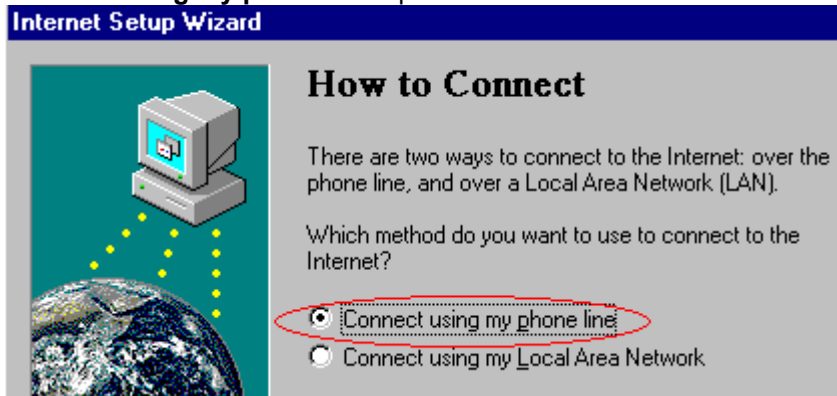 Internet Setup Wizard
How to Connect
There are two ways to connect to the Internet: over the
phone line, and over a Local Area Network (LAN).
Which method do you want to use to connect to the
Internet?
Connect using my phone line
Connect using my Local Area Network